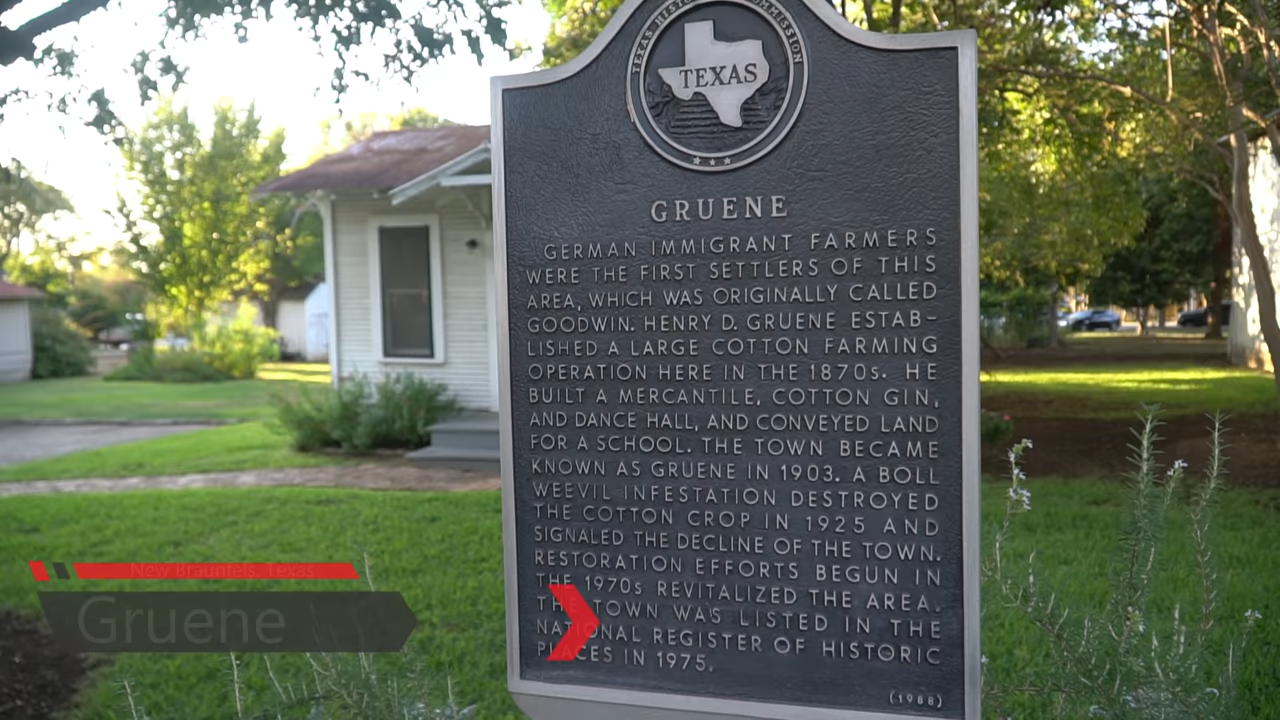 TEXAS HISTORICAL COMMISSION
TEXAS
GRUENE
GERMAN IMMIGRANT FARMERS
WERE THE FIRST SETTLERS OF THIS
AREA, WHICH WAS ORIGINALLY CALLED
GOODWIN. HENRY D. GRUENE ESTAB-
LISHED A LARGE COTTON FARMING
OPERATION HERE IN THE 1870s. HE
BUILT A MERCANTILE, COTTON GIN,
AND DANCE HALL, AND CONVEYED LAND
FOR A SCHOOL. THE TOWN BECAME
KNOWN AS GRUENE IN 1903. A BOLL
WEEVIL INFESTATION DESTROYED
THE COTTON CROP IN 1925 AND
SIGNALED THE DECLINE OF THE TOWN.
RESTORATION EFFORTS BEGUN IN
THE 1970s REVITALIZED THE AREA.
THE TOWN WAS LISTED IN THE
NATIONAL REGISTER OF HISTORIC
PLACES IN 1975.
(1988)
New Braunfels, Texas
Gruene